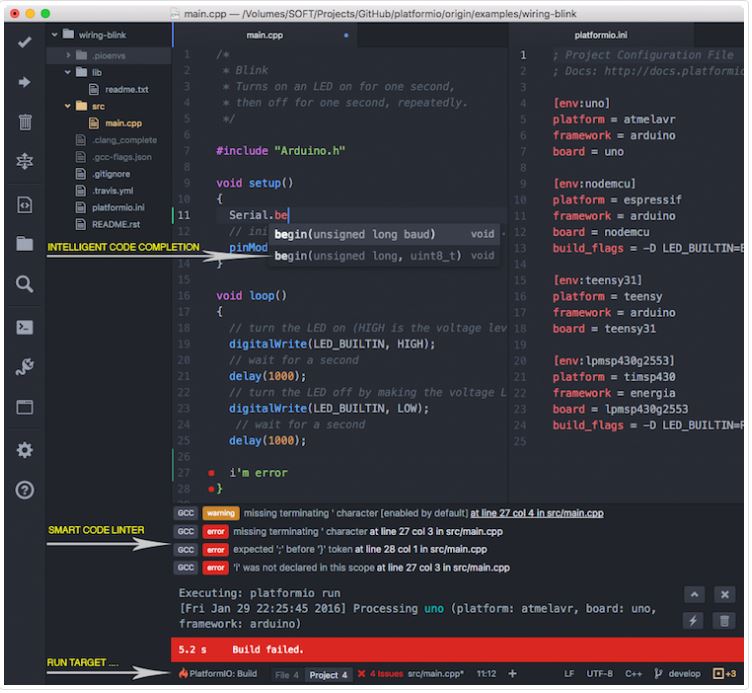 main.cpp — /Volumes/SOFT/Projects/GitHub/platformio/origin/examples/wiring-blink
wiring-blink
.pioenvs
lib
readme.txt
src
main.cpp
.clang_complete
.gcc-flags.json
.gitignore
.travis.yml
platformio.ini
README.rst
INTELLIGENT CODE COMPLETION
SMART CODE LINTER
RUN TARGET ....
main.cpp
1 /*
2 * Blink
3 * Turns on an LED on for one second,
4 * then off for one second, repeatedly.
5 */
6
7 #include "Arduino.h"
8
9 void setup()
10 {
11 Serial.be
12 // ini
begin(unsigned long baud) void
pinMod
begin(unsigned long, uint8_t) void
14 }
15
16 void loop()
17 {
18 // turn the LED on (HIGH is the voltage lev
19 digitalWrite(LED_BUILTIN, HIGH);
20 // wait for a second
21 delay(1000);
22 // turn the LED off by making the voltage L
23 digitalWrite(LED_BUILTIN, LOW);
24 // wait for a second
25 delay(1000);
26
27 i'm error
28 }
platformio.ini
1 ; Project Configuration File
2 ; Docs: http://docs.platformio
3
4 [env:uno]
5 platform = atmelavr
6 framework = arduino
7 board = uno
8
9 [env:nodemcu]
10 platform = espressif
11 framework = arduino
12 board = nodemcu
13 build_flags = -D LED_BUILTIN=B
14
15 [env:teensy31]
16 platform = teensy
17 framework = arduino
18 board = teensy31
19
20 [env:lpmsp430g2553]
21 platform = timsp430
22 framework = energia
23 board = lpmsp430g2553
24 build_flags = -D LED_BUILTIN=R
25
GCC warning missing terminating ' character [enabled by default] at line 27 col 4 in src/main.cpp
GCC error missing terminating ' character at line 27 col 3 in src/main.cpp
GCC error expected ';' before '}' token at line 28 col 1 in src/main.cpp
GCC error 'i' was not declared in this scope at line 27 col 3 in src/main.cpp
Executing: platformio run
[Fri Jan 29 22:25:45 2016] Processing uno (platform: atmelavr, board: uno,
framework: arduino)
5.2 s Build failed.
PlatformIO: Build File 4 Project 4 4 Issues src/main.cpp* 11:12 + LF UTF-8 C++ develop +3